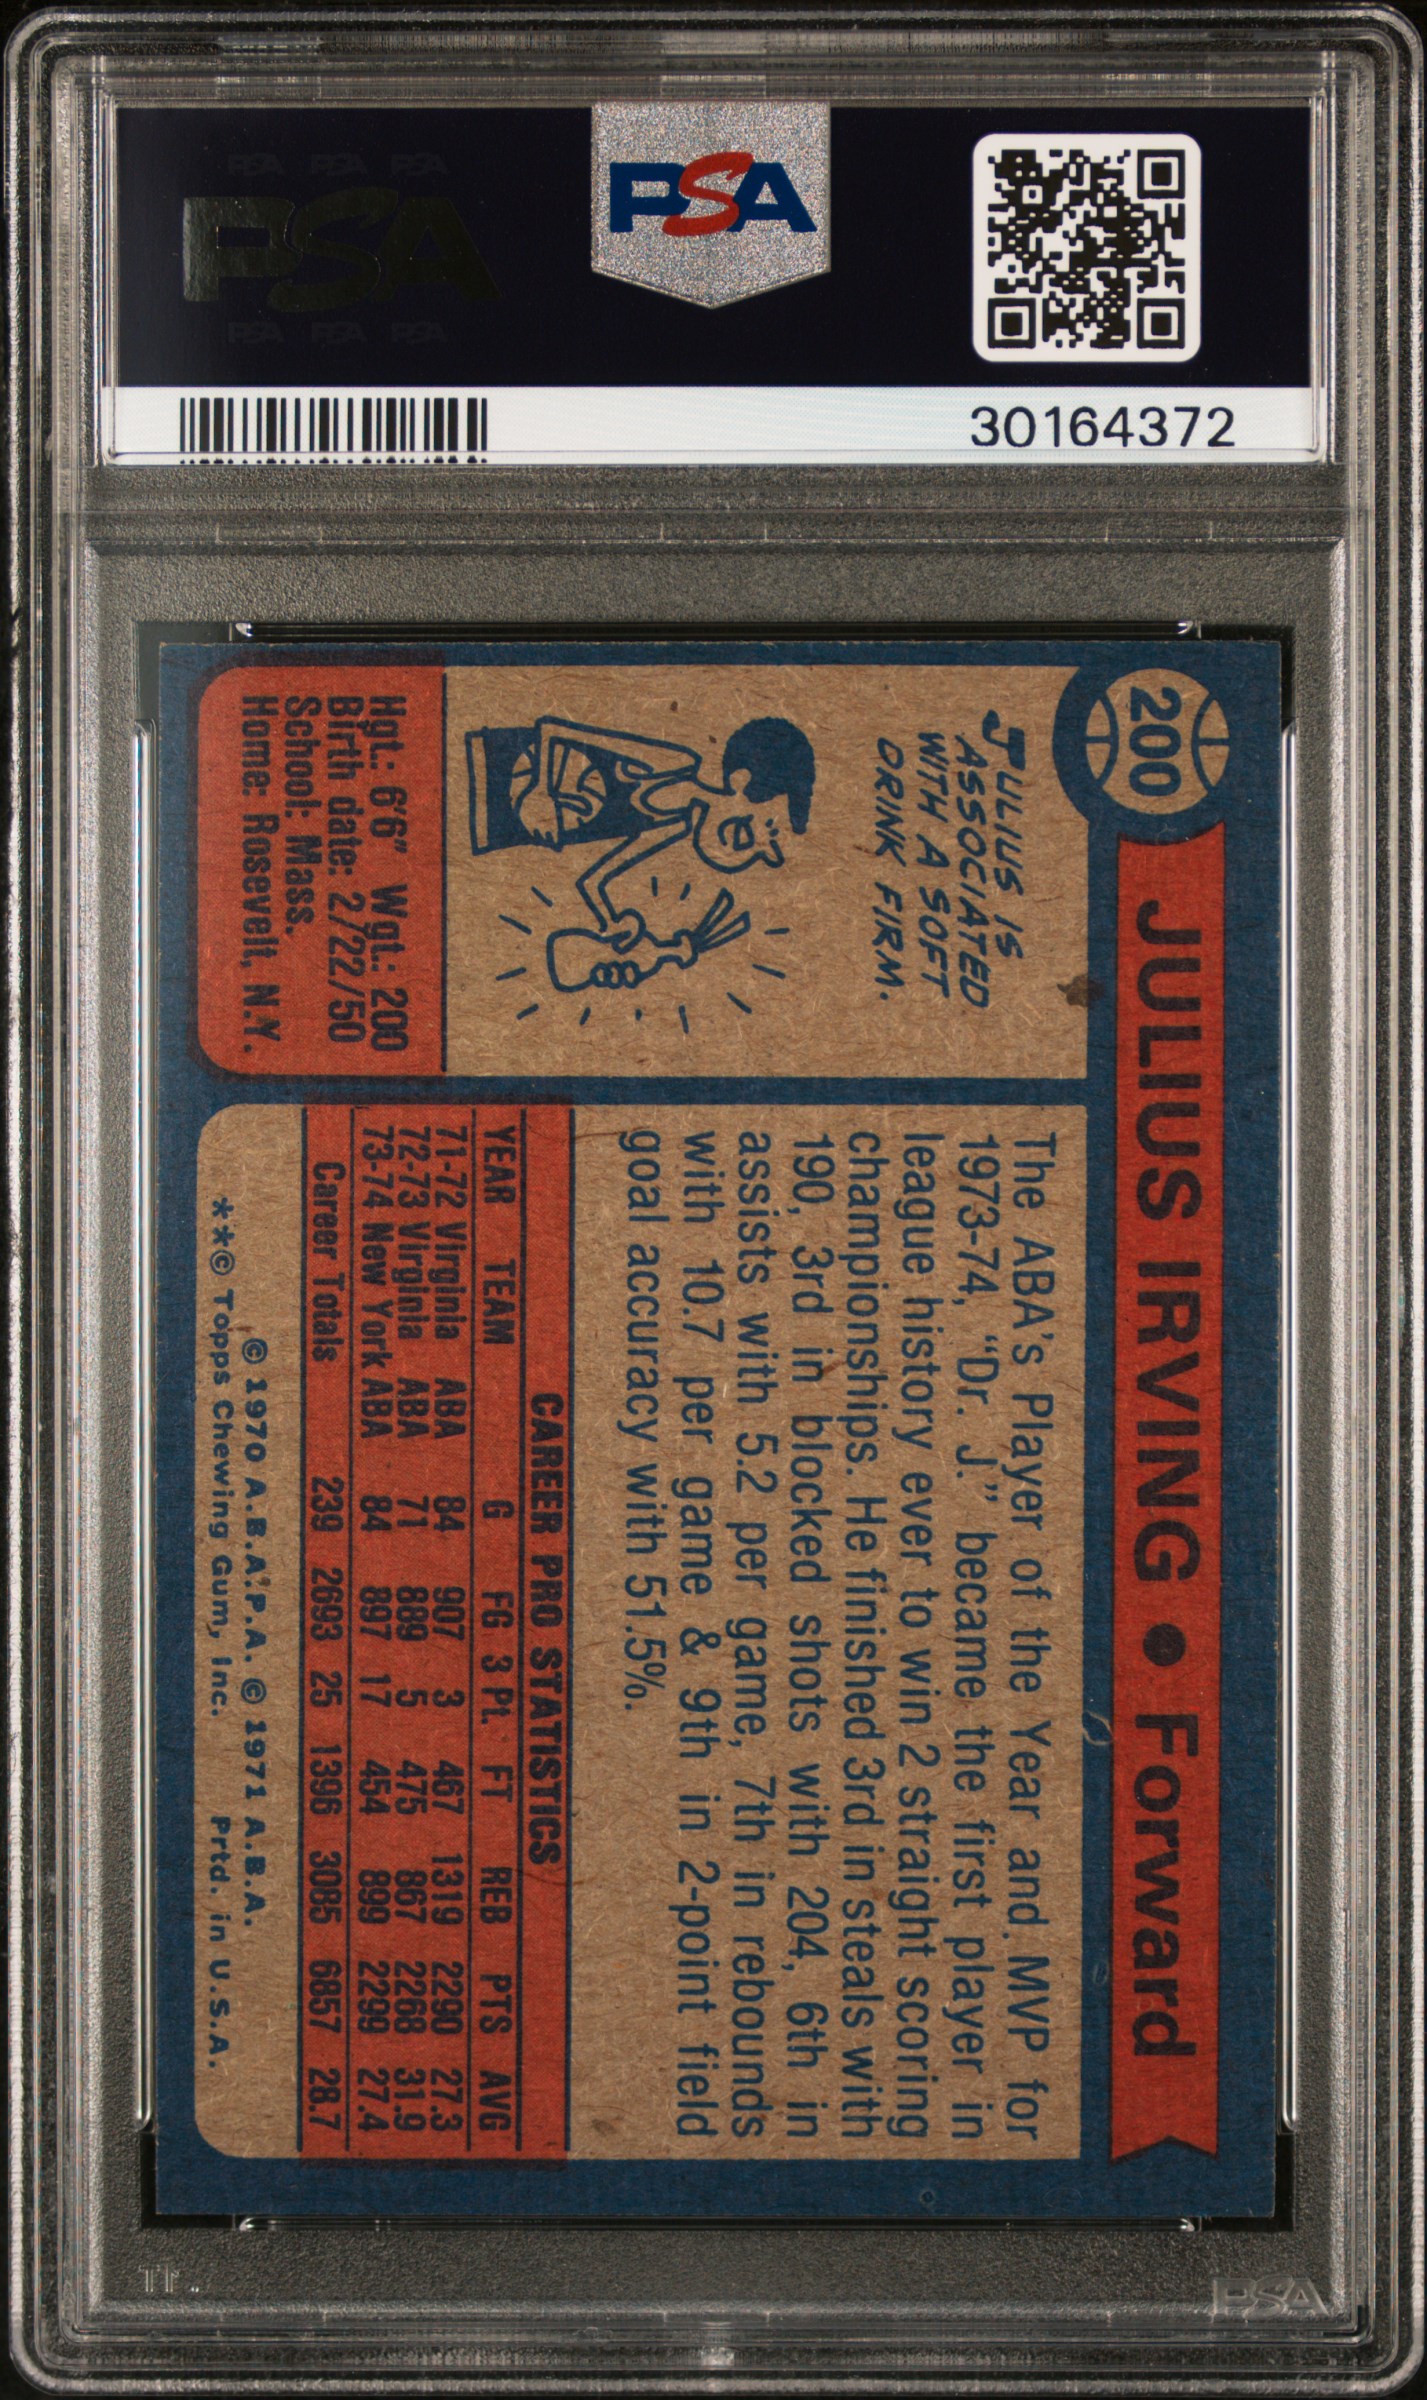 PSA PSA PSA
PSA
PSA PSA PSA
PSA
30164372
200
JULIUS IRVING • Forward
JULIUS IS
ASSOCIATED
WITH A SOFT
DRINK FIRM.
Hgt.: 6'6" Wgt.: 200
Birth date: 2/22/50
School: Mass.
Home: Rosevelt, N.Y.
The ABA's Player of the Year and MVP for
1973-74, "Dr. J." became the first player in
league history ever to win 2 straight scoring
championships. He finished 3rd in steals with
190, 3rd in blocked shots with 204, 6th in
assists with 5.2 per game, 7th in rebounds
with 10.7 per game & 9th in 2-point field
goal accuracy with 51.5%.
CAREER PRO STATISTICS
YEAR TEAM G FG 3 Pt. FT REB PTS AVG
71-72 Virginia ABA 84 907 3 467 1319 2290 27.3
72-73 Virginia ABA 71 889 5 475 867 2268 31.9
73-74 New York ABA 84 897 17 454 899 2299 27.4
Career Totals 239 2693 25 1396 3085 6857 28.7
© 1970 A.B.A.P.A. © 1971 A.B.A.
**© Topps Chewing Gum, Inc. Prtd. in U.S.A.
PSA